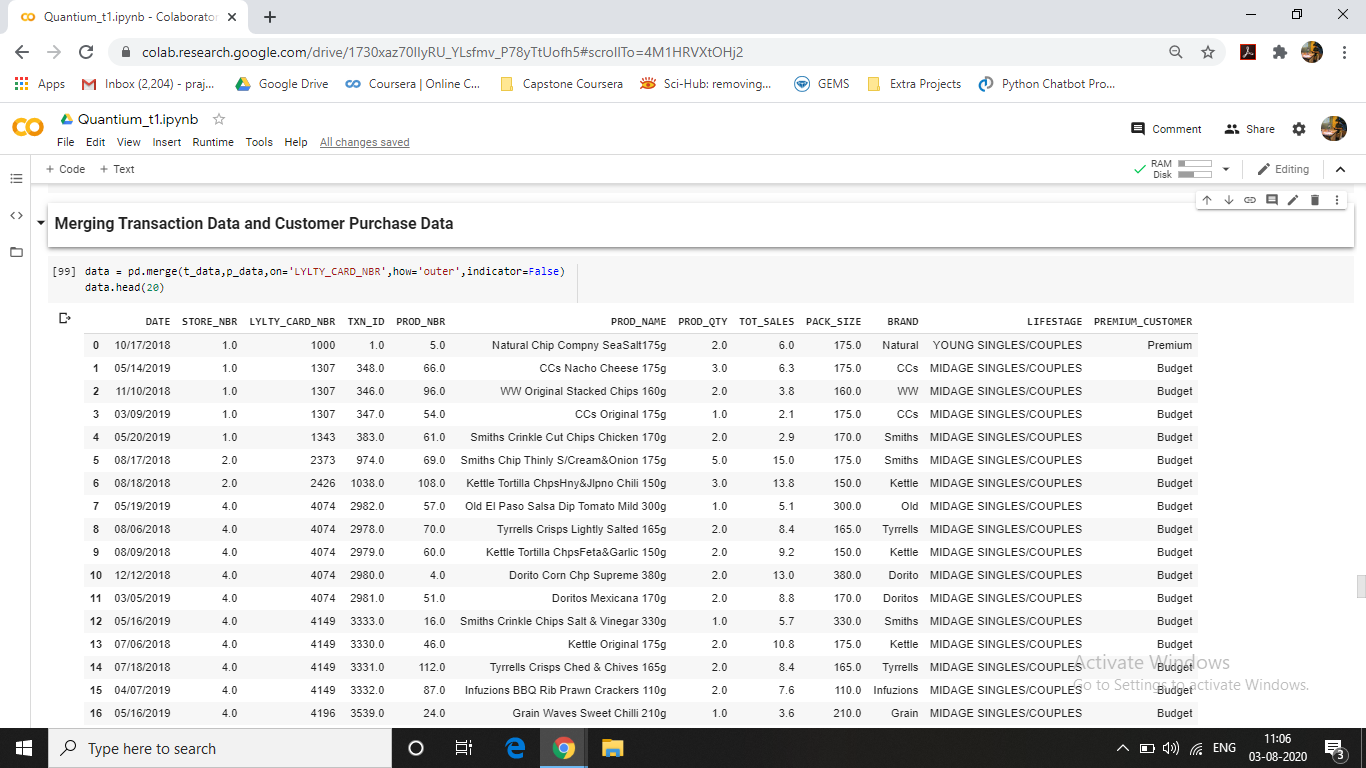 Quantium_t1.ipynb - Colaborator
colab.research.google.com/drive/1730xaz70IIyRU_YLsfmv_P78yTtUofh5#scrollTo=4M1HRVXtOHj2
Apps Inbox (2,204) - praj... Google Drive Coursera | Online C... Capstone Coursera Sci-Hub: removing... GEMS Extra Projects Python Chatbot Pro...
Quantium_t1.ipynb
Comment Share
File Edit View Insert Runtime Tools Help All changes saved
+ Code + Text RAM Disk Editing
Merging Transaction Data and Customer Purchase Data
[99] data = pd.merge(t_data,p_data,on='LYLTY_CARD_NBR',how='outer',indicator=False)
data.head(20)
DATE STORE_NBR LYLTY_CARD_NBR TXN_ID PROD_NBR PROD_NAME PROD_QTY TOT_SALES PACK_SIZE BRAND LIFESTAGE PREMIUM_CUSTOMER
0 10/17/2018 1.0 1000 1.0 5.0 Natural Chip Compny SeaSalt175g 2.0 6.0 175.0 Natural YOUNG SINGLES/COUPLES Premium
1 05/14/2019 1.0 1307 348.0 66.0 CCs Nacho Cheese 175g 3.0 6.3 175.0 CCs MIDAGE SINGLES/COUPLES Budget
2 11/10/2018 1.0 1307 346.0 96.0 WW Original Stacked Chips 160g 2.0 3.8 160.0 WW MIDAGE SINGLES/COUPLES Budget
3 03/09/2019 1.0 1307 347.0 54.0 CCs Original 175g 1.0 2.1 175.0 CCs MIDAGE SINGLES/COUPLES Budget
4 05/20/2019 1.0 1343 383.0 61.0 Smiths Crinkle Cut Chips Chicken 170g 2.0 2.9 170.0 Smiths MIDAGE SINGLES/COUPLES Budget
5 08/17/2018 2.0 2373 974.0 69.0 Smiths Chip Thinly S/Cream&Onion 175g 5.0 15.0 175.0 Smiths MIDAGE SINGLES/COUPLES Budget
6 08/18/2018 2.0 2426 1038.0 108.0 Kettle Tortilla ChpsHny&Jlpno Chili 150g 3.0 13.8 150.0 Kettle MIDAGE SINGLES/COUPLES Budget
7 05/19/2019 4.0 4074 2982.0 57.0 Old El Paso Salsa Dip Tomato Mild 300g 1.0 5.1 300.0 Old MIDAGE SINGLES/COUPLES Budget
8 08/06/2018 4.0 4074 2978.0 70.0 Tyrrells Crisps Lightly Salted 165g 2.0 8.4 165.0 Tyrrells MIDAGE SINGLES/COUPLES Budget
9 08/09/2018 4.0 4074 2979.0 60.0 Kettle Tortilla ChpsFeta&Garlic 150g 2.0 9.2 150.0 Kettle MIDAGE SINGLES/COUPLES Budget
10 12/12/2018 4.0 4074 2980.0 4.0 Dorito Corn Chp Supreme 380g 2.0 13.0 380.0 Dorito MIDAGE SINGLES/COUPLES Budget
11 03/05/2019 4.0 4074 2981.0 51.0 Doritos Mexicana 170g 2.0 8.8 170.0 Doritos MIDAGE SINGLES/COUPLES Budget
12 05/16/2019 4.0 4149 3333.0 16.0 Smiths Crinkle Chips Salt & Vinegar 330g 1.0 5.7 330.0 Smiths MIDAGE SINGLES/COUPLES Budget
13 07/06/2018 4.0 4149 3330.0 46.0 Kettle Original 175g 2.0 10.8 175.0 Kettle MIDAGE SINGLES/COUPLES Budget
14 07/18/2018 4.0 4149 3331.0 112.0 Tyrrells Crisps Ched & Chives 165g 2.0 8.4 165.0 Tyrrells MIDAGE SINGLES/COUPLES Budget
15 04/07/2019 4.0 4149 3332.0 87.0 Infuzions BBQ Rib Prawn Crackers 110g 2.0 7.6 110.0 Infuzions MIDAGE SINGLES/COUPLES Budget
16 05/16/2019 4.0 4196 3539.0 24.0 Grain Waves Sweet Chilli 210g 1.0 3.6 210.0 Grain MIDAGE SINGLES/COUPLES Budget
Activate Windows
Go to Settings to activate Windows.
Type here to search
ENG
11:06
03-08-2020
3